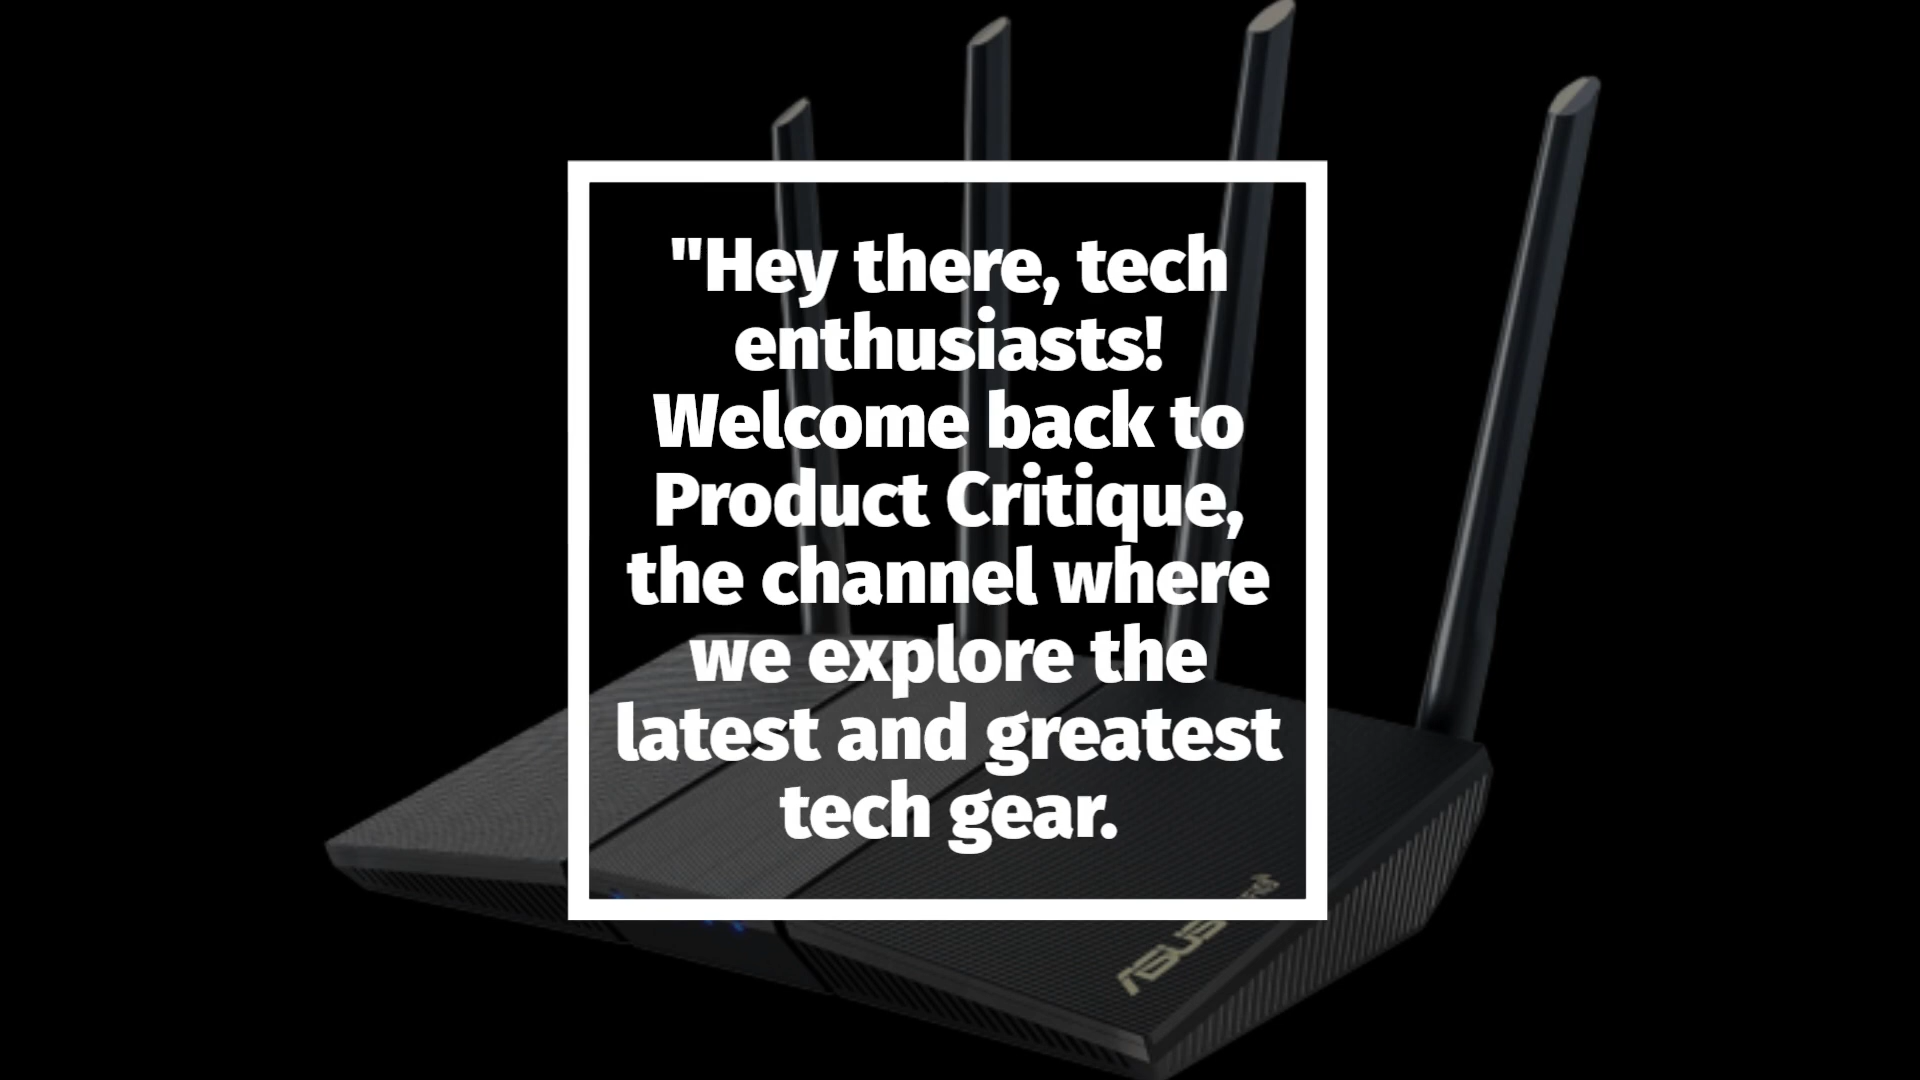 "Hey there, tech
enthusiasts!
Welcome back to
Product Critique,
the channel where
we explore the
latest and greatest
tech gear.
ASUS